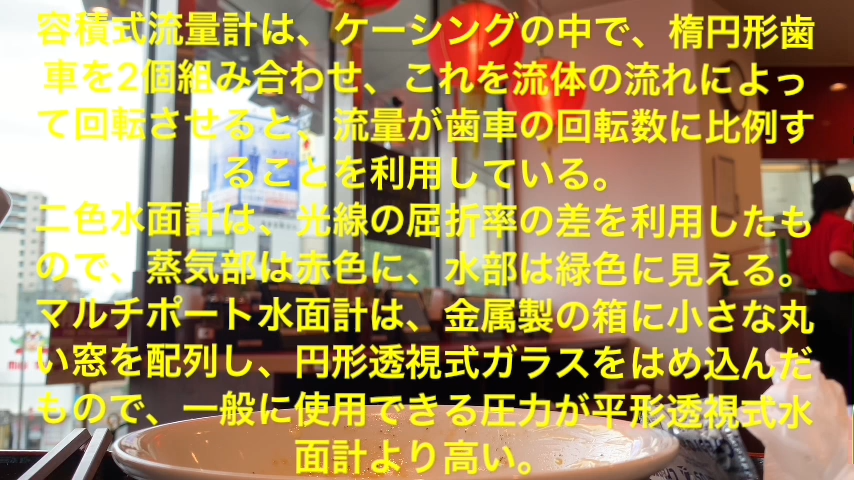 容積式流量計は、ケーシングの中で、楕円形歯
車を2個組み合わせ、これを流体の流れによっ
て回転させると、流量が歯車の回転数に比例す
ることを利用している。
二色水面計は、光線の屈折率の差を利用したも
ので、蒸気部は赤色に、水部は緑色に見える。
マルチポート水面計は、金属製の箱に小さな丸
い窓を配列し、円形透視式ガラスをはめ込んだ
もので、一般に使用できる圧力が平形透視式水
面計より高い。